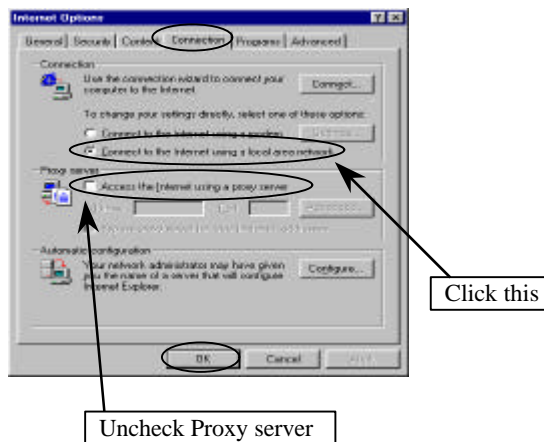 Internet Options
General Security Content Connection Programs Advanced
Connection
Use the connection wizard to connect your
computer to the Internet.
Connect...
To change your settings directly, select one of these options:
Connect to the Internet using a modem
Connect to the Internet using a local area network
Proxy server
Access the Internet using a proxy server
Automatic configuration
Your network administrator may have given
you the name of a server that will configure
Internet Explorer.
Configure...
Click this
OK Cancel
Uncheck Proxy server